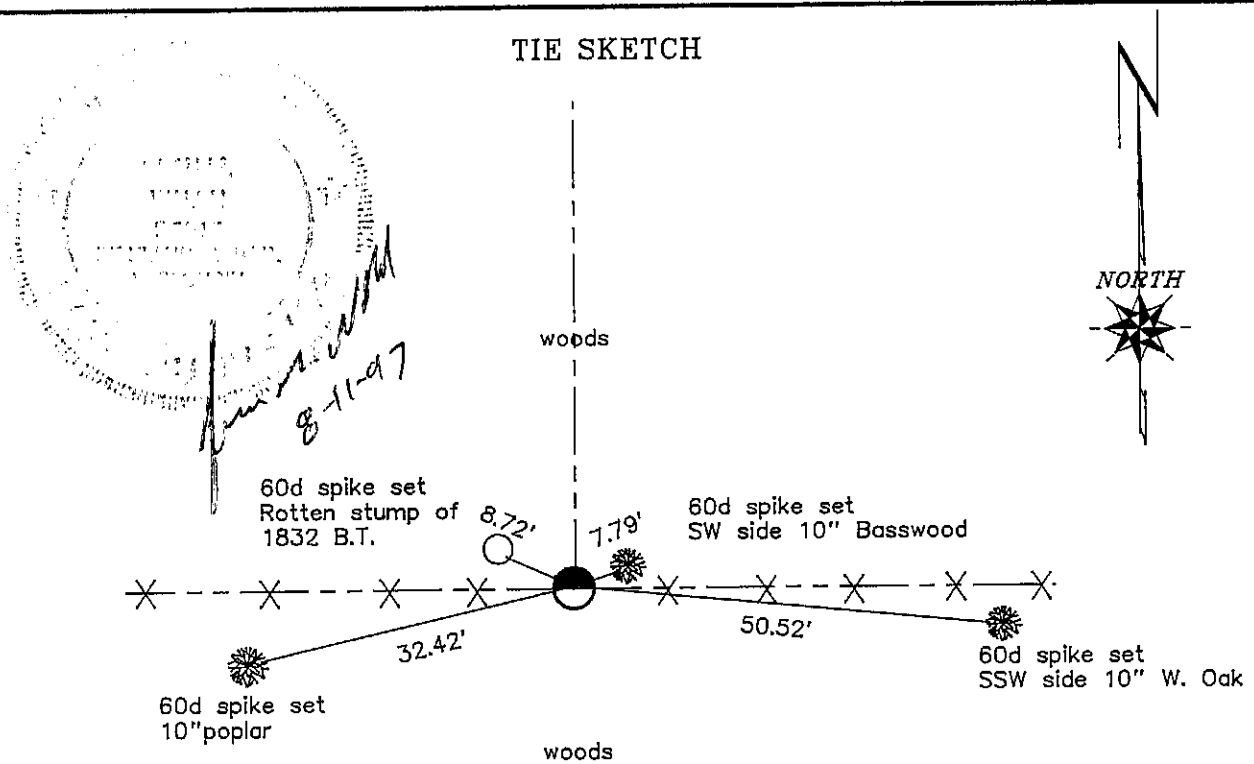 TIE SKETCH
NORTH
woods
8-11-97
60d spike set
Rotten stump of
1832 B.T.
8.72'
7.79'
60d spike set
SW side 10" Basswood
32.42'
50.52'
60d spike set
10"poplar
60d spike set
SSW side 10" W. Oak
woods